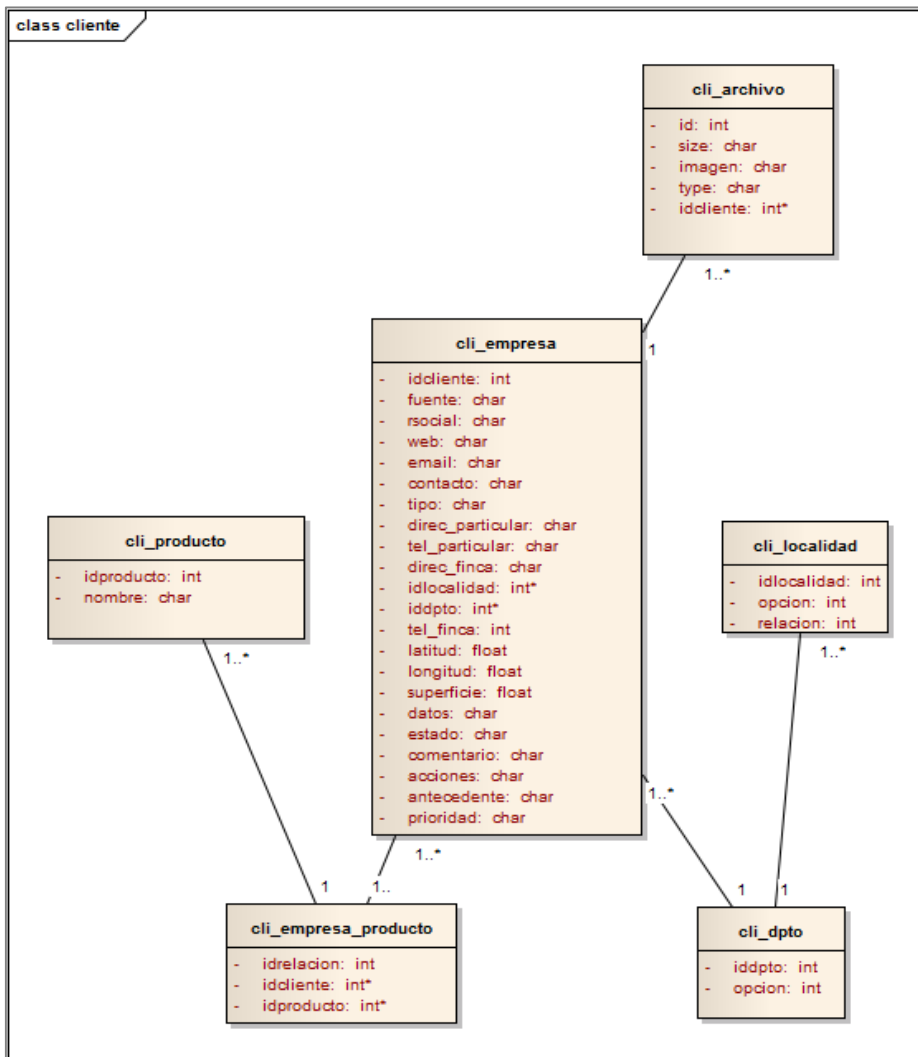 class cliente
cli_archivo
- id: int
- size: char
- imagen: char
- type: char
- idcliente: int*
1..*
1
cli_empresa
- idcliente: int
- fuente: char
- rsocial: char
- web: char
- email: char
- contacto: char
- tipo: char
- direc_particular: char
- tel_particular: char
- direc_finca: char
- idlocalidad: int*
- iddpto: int*
- tel_finca: int
- latitud: float
- longitud: float
- superficie: float
- datos: char
- estado: char
- comentario: char
- acciones: char
- antecedente: char
- prioridad: char
cli_producto
- idproducto: int
- nombre: char
1..*
cli_localidad
- idlocalidad: int
- opcion: int
- relacion: int
1..*
1..*
1..*
1
1..
1
1
cli_empresa_producto
- idrelacion: int
- idcliente: int*
- idproducto: int*
cli_dpto
- iddpto: int
- opcion: int